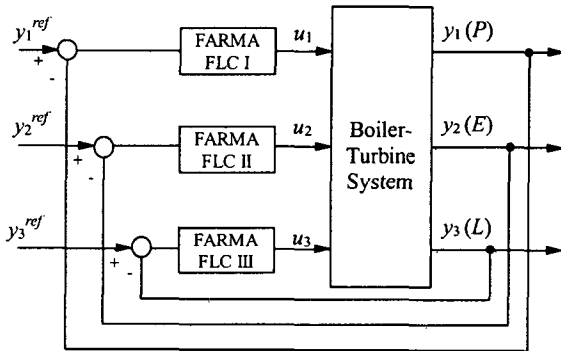 y₁ʳᵉᶠ
+
-
FARMA
FLC I
u₁
y₁(P)
y₂ʳᵉᶠ
+
-
FARMA
FLC II
u₂
Boiler-
Turbine
System
y₂(E)
y₃ʳᵉᶠ
+
-
FARMA
FLC III
u₃
y₃(L)